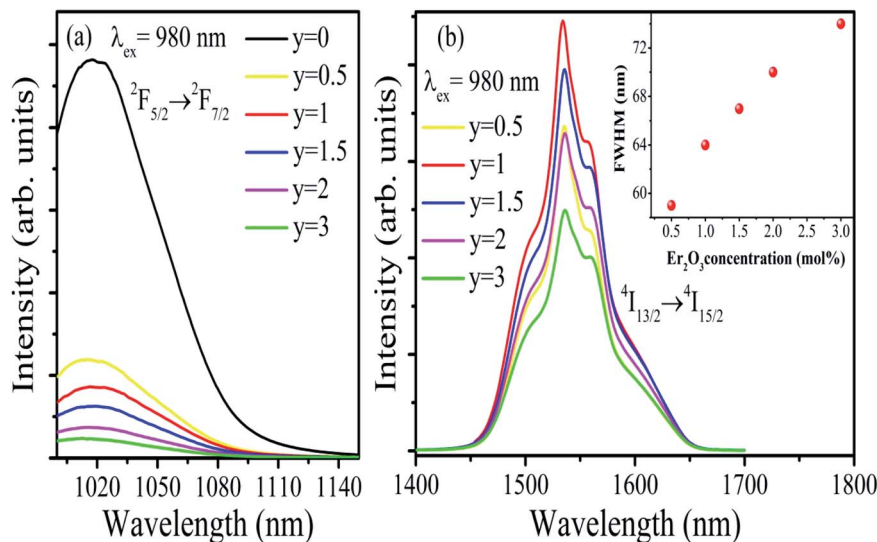 (a)
λex= 980 nm
²F5/2→²F7/2
y=0
y=0.5
y=1
y=1.5
y=2
y=3
Intensity (arb. units)
1020 1050 1080 1110 1140
Wavelength (nm)
(b)
λex= 980 nm
y=0.5
y=1
y=1.5
y=2
y=3
⁴I13/2→⁴I15/2
Intensity (arb. units)
1400 1500 1600 1700 1800
Wavelength (nm)
FWHM (nm)
72
68
64
60
0.5 1.0 1.5 2.0 2.5 3.0
Er2O3concentration (mol%)